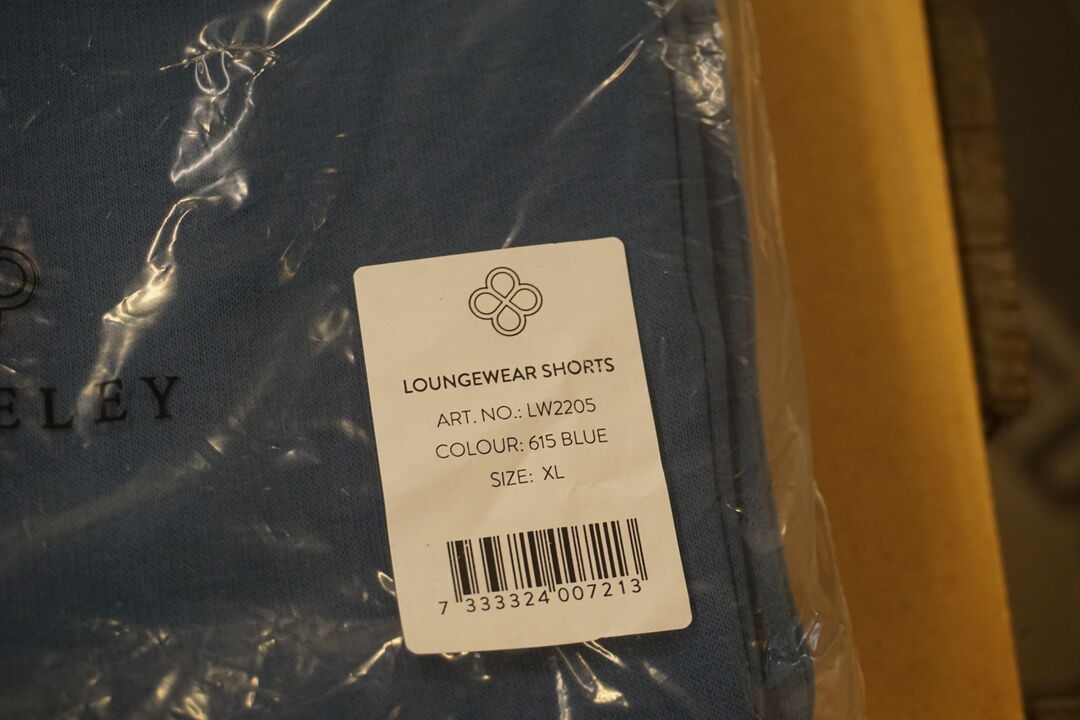 ELEY
LOUNGEWEAR SHORTS
ART. NO.: LW2205
COLOUR: 615 BLUE
SIZE: XL
7 333324 007213